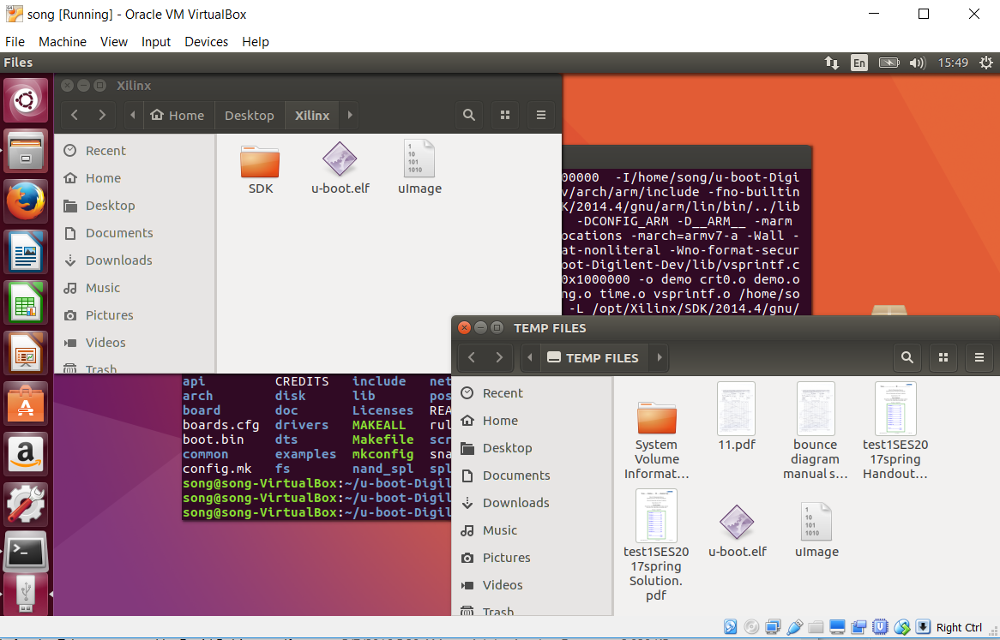 song [Running] - Oracle VM VirtualBox
File Machine View Input Devices Help
Files
En
15:49
Xilinx
Home Desktop Xilinx
Recent
Home
Desktop
Documents
Downloads
Music
Pictures
Videos
Trash
SDK
u-boot.elf
1
10
101
1010
uImage
00000 -I/home/song/u-boot-Digi
v/arch/arm/include -fno-builtin
K/2014.4/gnu/arm/lin/bin/../lib
-DCONFIG_ARM -D__ARM__ -marm
ocations -march=armv7-a -Wall -
at-nonliteral -Wno-format-secur
oot-Digilent-Dev/lib/vsprintf.c
0x1000000 -o demo crt0.o demo.o
ng.o time.o vsprintf.o /home/so
-L /opt/Xilinx/SDK/2014.4/gnu/
api CREDITS include net
arch disk lib pos
board doc Licenses REA
boards.cfg drivers MAKEALL rul
boot.bin dts Makefile scr
common examples mkconfig sna
config.mk fs nand_spl spl
song@song-VirtualBox:~/u-boot-Digil
song@song-VirtualBox:~/u-boot-Digil
song@song-VirtualBox:~/u-boot-Digil
TEMP FILES
TEMP FILES
Recent
Home
Desktop
Documents
Downloads
Music
Pictures
Videos
Trash
System
Volume
Informat...
11.pdf
bounce
diagram
manual s...
test1SES20
17spring
Handout...
test1SES20
17spring
Solution.
pdf
u-boot.elf
1
10
101
1010
uImage
Right Ctrl